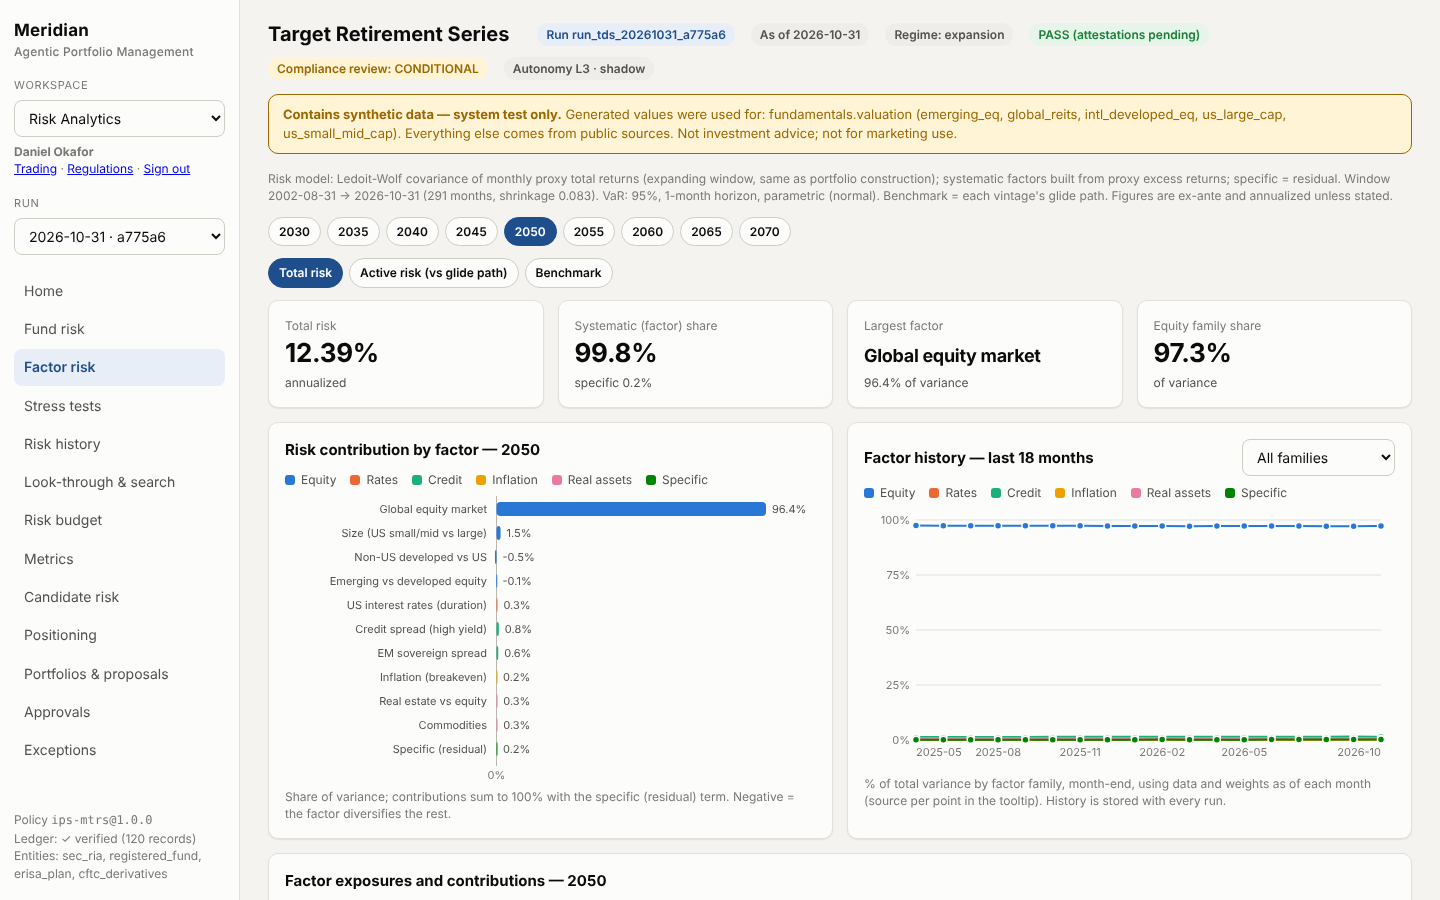 Meridian
Agentic Portfolio Management
WORKSPACE
Risk Analytics
Daniel Okafor
Trading · Regulations · Sign out
RUN
2026-10-31 · a775a6
Home
Fund risk
Factor risk
Stress tests
Risk history
Look-through & search
Risk budget
Metrics
Candidate risk
Positioning
Portfolios & proposals
Approvals
Exceptions
Policy ips-mtrs@1.0.0
Ledger: ✓ verified (120 records)
Entities: sec_ria, registered_fund,
erisa_plan, cftc_derivatives
Target Retirement Series
Run run_tds_20261031_a775a6
As of 2026-10-31
Regime: expansion
PASS (attestations pending)
Compliance review: CONDITIONAL
Autonomy L3 · shadow
Contains synthetic data — system test only. Generated values were used for: fundamentals.valuation (emerging_eq, global_reits, intl_developed_eq, us_large_cap,
us_small_mid_cap). Everything else comes from public sources. Not investment advice; not for marketing use.
Risk model: Ledoit-Wolf covariance of monthly proxy total returns (expanding window, same as portfolio construction); systematic factors built from proxy excess returns; specific = residual. Window
2002-08-31 → 2026-10-31 (291 months, shrinkage 0.083). VaR: 95%, 1-month horizon, parametric (normal). Benchmark = each vintage's glide path. Figures are ex-ante and annualized unless stated.
2030 2035 2040 2045 2050 2055 2060 2065 2070
Total risk Active risk (vs glide path) Benchmark
Total risk
12.39%
annualized
Systematic (factor) share
99.8%
specific 0.2%
Largest factor
Global equity market
96.4% of variance
Equity family share
97.3%
of variance
Risk contribution by factor — 2050
Equity Rates Credit Inflation Real assets Specific
Global equity market 96.4%
Size (US small/mid vs large) 1.5%
Non-US developed vs US -0.5%
Emerging vs developed equity -0.1%
US interest rates (duration) 0.3%
Credit spread (high yield) 0.8%
EM sovereign spread 0.6%
Inflation (breakeven) 0.2%
Real estate vs equity 0.3%
Commodities 0.3%
Specific (residual) 0.2%
0%
Share of variance; contributions sum to 100% with the specific (residual) term. Negative =
the factor diversifies the rest.
Factor history — last 18 months
All families
Equity Rates Credit Inflation Real assets Specific
100%
75%
50%
25%
0%
2025-05 2025-08 2025-11 2026-02 2026-05 2026-10
% of total variance by factor family, month-end, using data and weights as of each month
(source per point in the tooltip). History is stored with every run.
Factor exposures and contributions — 2050